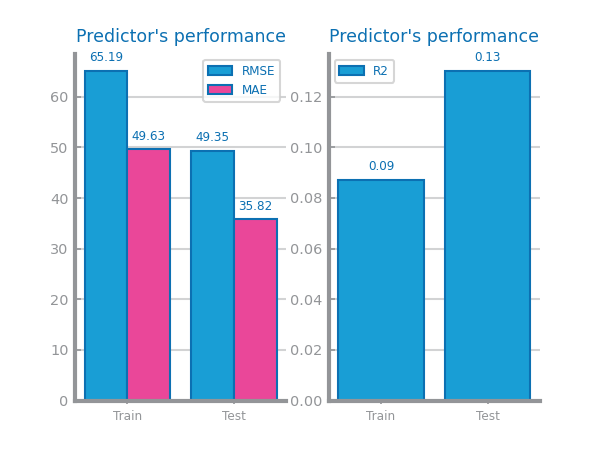 Predictor's performance
65.19
49.63
49.35
35.82
RMSE
MAE
60
50
40
30
20
10
0
Train
Test
Predictor's performance
R2
0.09
0.13
0.12
0.10
0.08
0.06
0.04
0.02
0.00
Train
Test